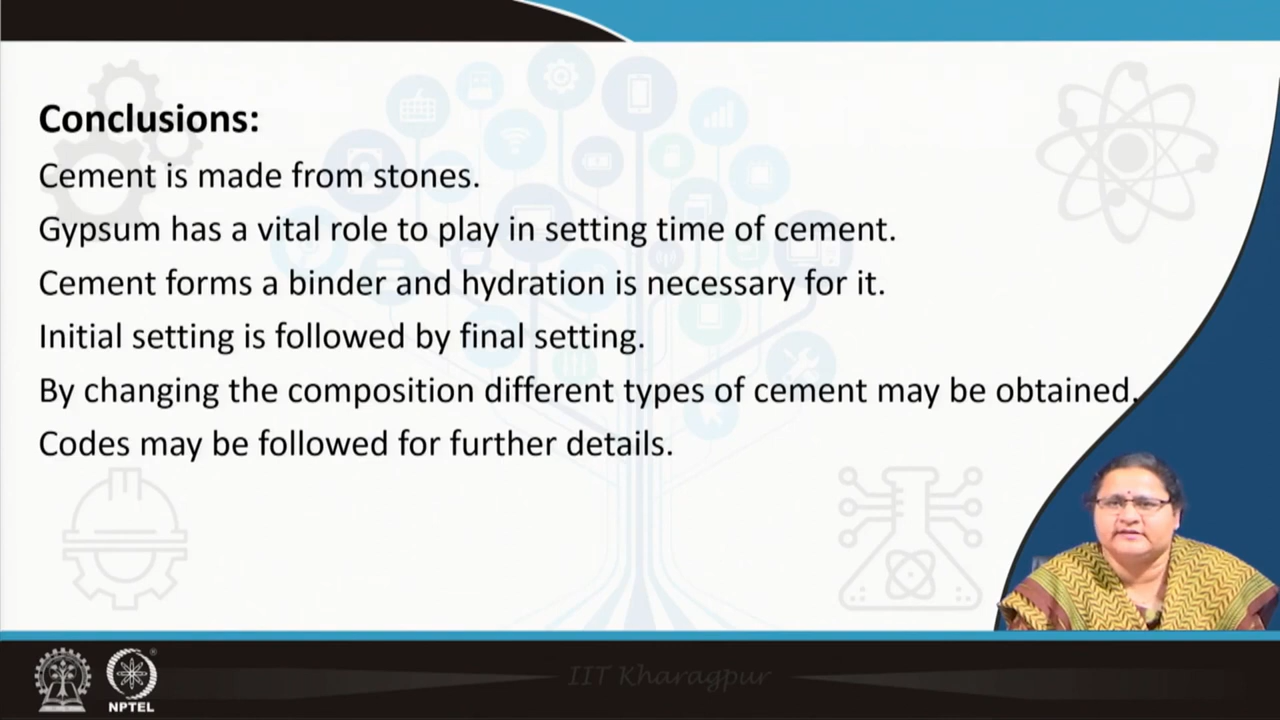 Conclusions:
Cement is made from stones.
Gypsum has a vital role to play in setting time of cement.
Cement forms a binder and hydration is necessary for it.
Initial setting is followed by final setting.
By changing the composition different types of cement may be obtained.
Codes may be followed for further details.
IIT Kharagpur
NPTEL